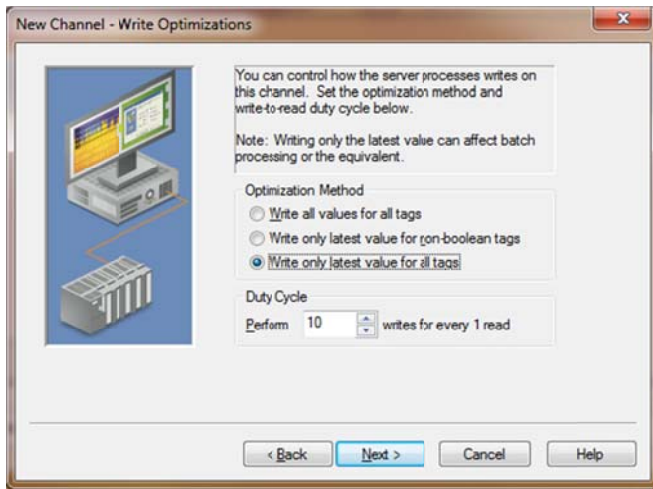 New Channel - Write Optimizations
You can control how the server processes writes on
this channel. Set the optimization method and
write-to-read duty cycle below.
Note: Writing only the latest value can affect batch
processing or the equivalent.
Optimization Method
Write all values for all tags
Write only latest value for non-boolean tags
Write only latest value for all tags
Duty Cycle
Perform 10 writes for every 1 read
< Back Next > Cancel Help